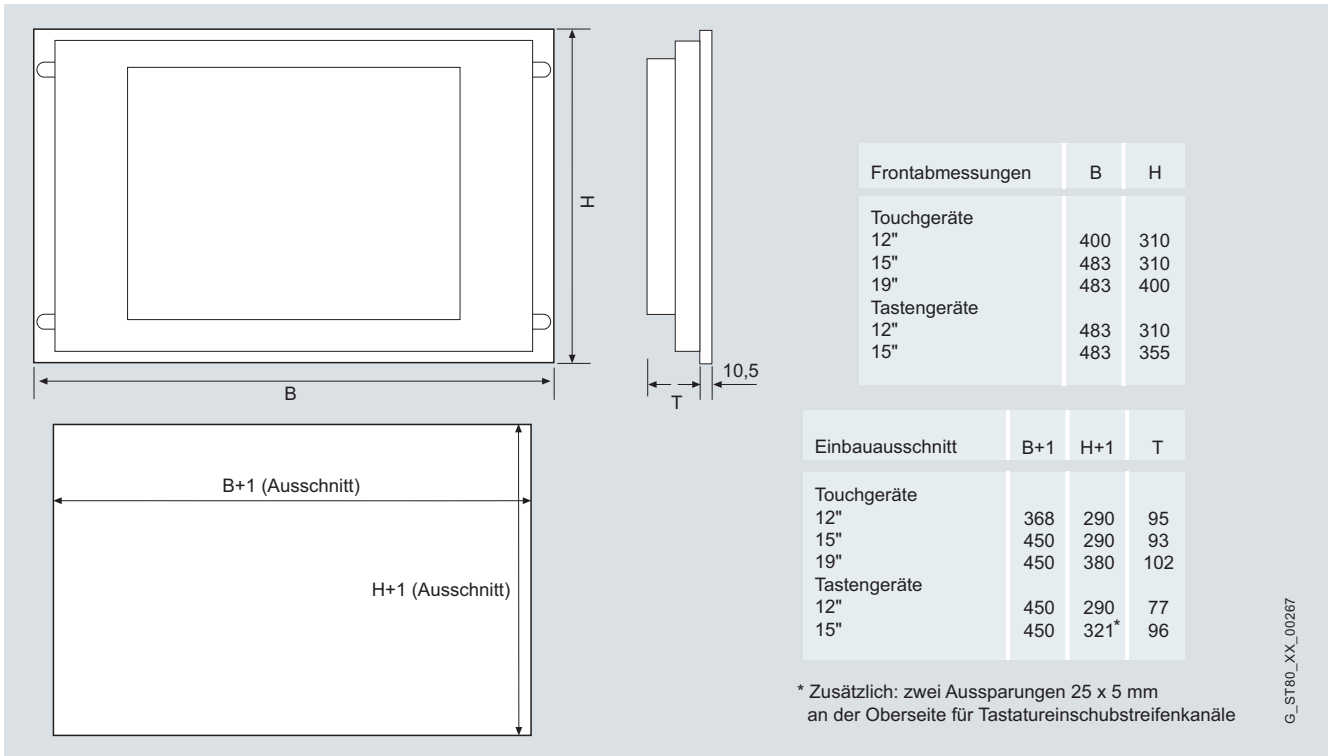 H
B
T
10,5
B+1 (Ausschnitt)
H+1 (Ausschnitt)
Frontabmessungen B H
Touchgeräte
12" 400 310
15" 483 310
19" 483 400
Tastengeräte
12" 483 310
15" 483 355
Einbauausschnitt B+1 H+1 T
Touchgeräte
12" 368 290 95
15" 450 290 93
19" 450 380 102
Tastengeräte
12" 450 290 77
15" 450 321* 96
* Zusätzlich: zwei Aussparungen 25 x 5 mm
an der Oberseite für Tastatureinschubstreifenkanäle
G_ST80_XX_00267